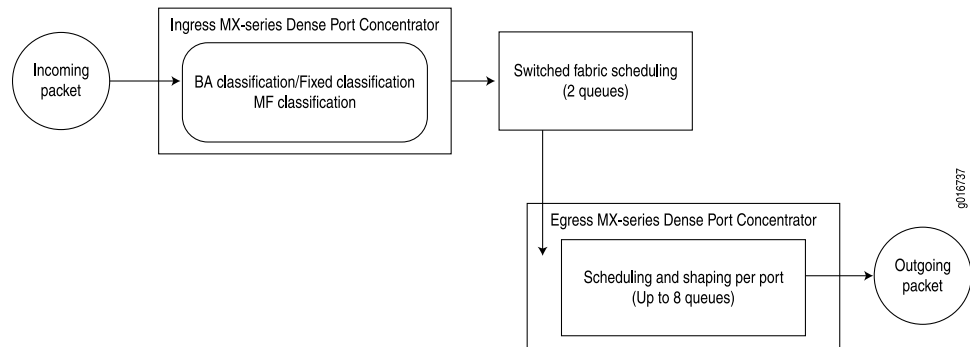 Ingress MX-series Dense Port Concentrator
Incoming
packet
BA classification/Fixed classification
MF classification
Switched fabric scheduling
(2 queues)
g016737
Egress MX-series Dense Port Concentrator
Scheduling and shaping per port
(Up to 8 queues)
Outgoing
packet